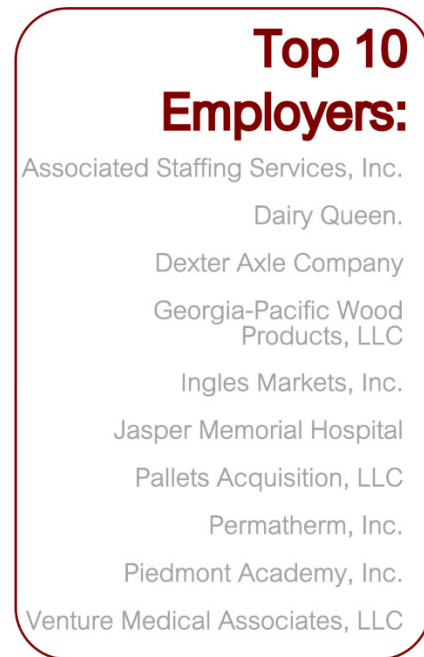 Top 10
Employers:
Associated Staffing Services, Inc.
Dairy Queen.
Dexter Axle Company
Georgia-Pacific Wood
Products, LLC
Ingles Markets, Inc.
Jasper Memorial Hospital
Pallets Acquisition, LLC
Permatherm, Inc.
Piedmont Academy, Inc.
Venture Medical Associates, LLC